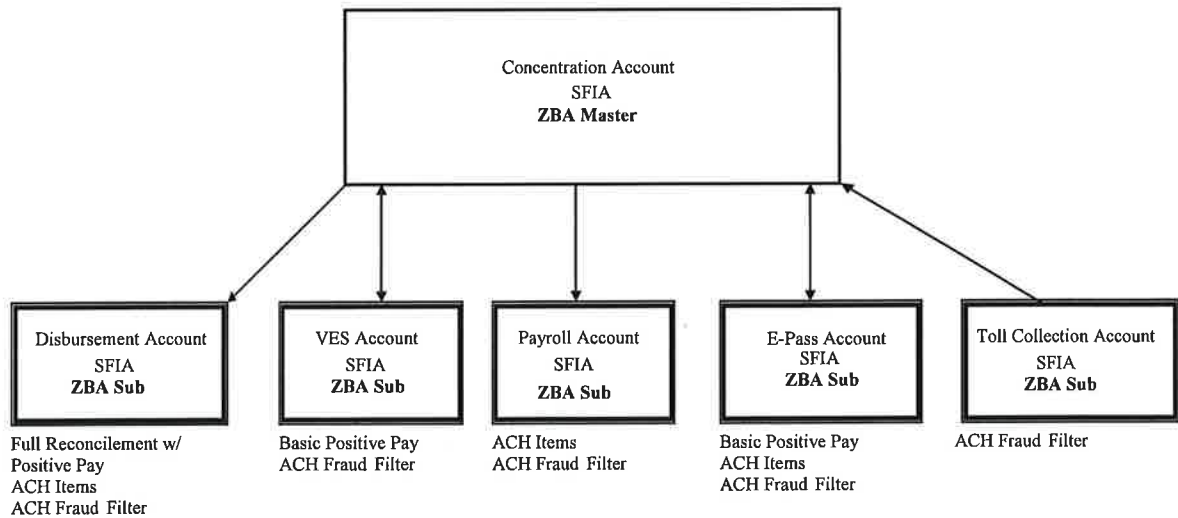 Concentration Account
SFIA
ZBA Master
Disbursement Account
SFIA
ZBA Sub
Full Reconcilement w/
Positive Pay
ACH Items
ACH Fraud Filter
VES Account
SFIA
ZBA Sub
Basic Positive Pay
ACH Fraud Filter
Payroll Account
SFIA
ZBA Sub
ACH Items
ACH Fraud Filter
E-Pass Account
SFIA
ZBA Sub
Basic Positive Pay
ACH Items
ACH Fraud Filter
Toll Collection Account
SFIA
ZBA Sub
ACH Fraud Filter